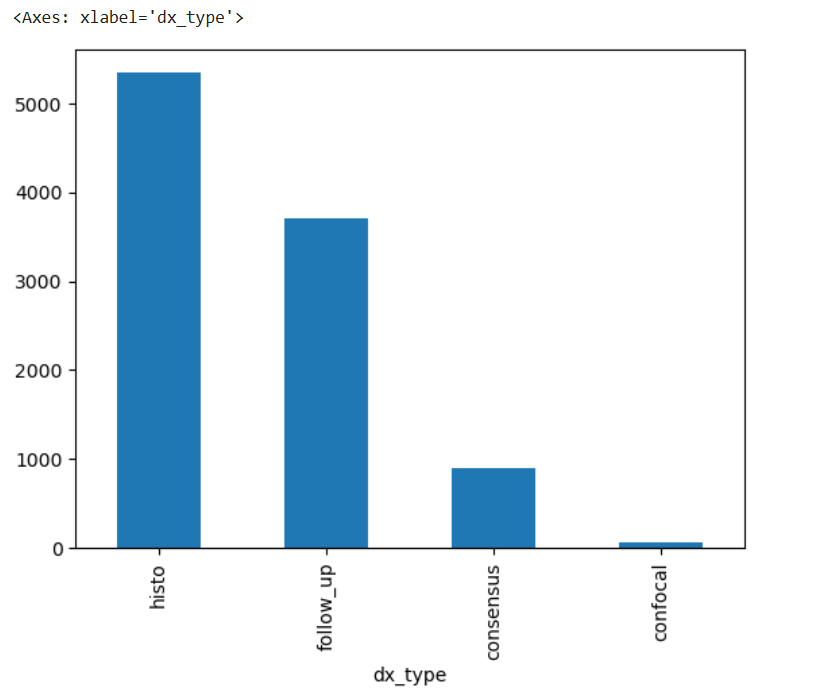 <Axes: xlabel='dx_type'>
5000
4000
3000
2000
1000
0
histo
follow_up
consensus
confocal
dx_type